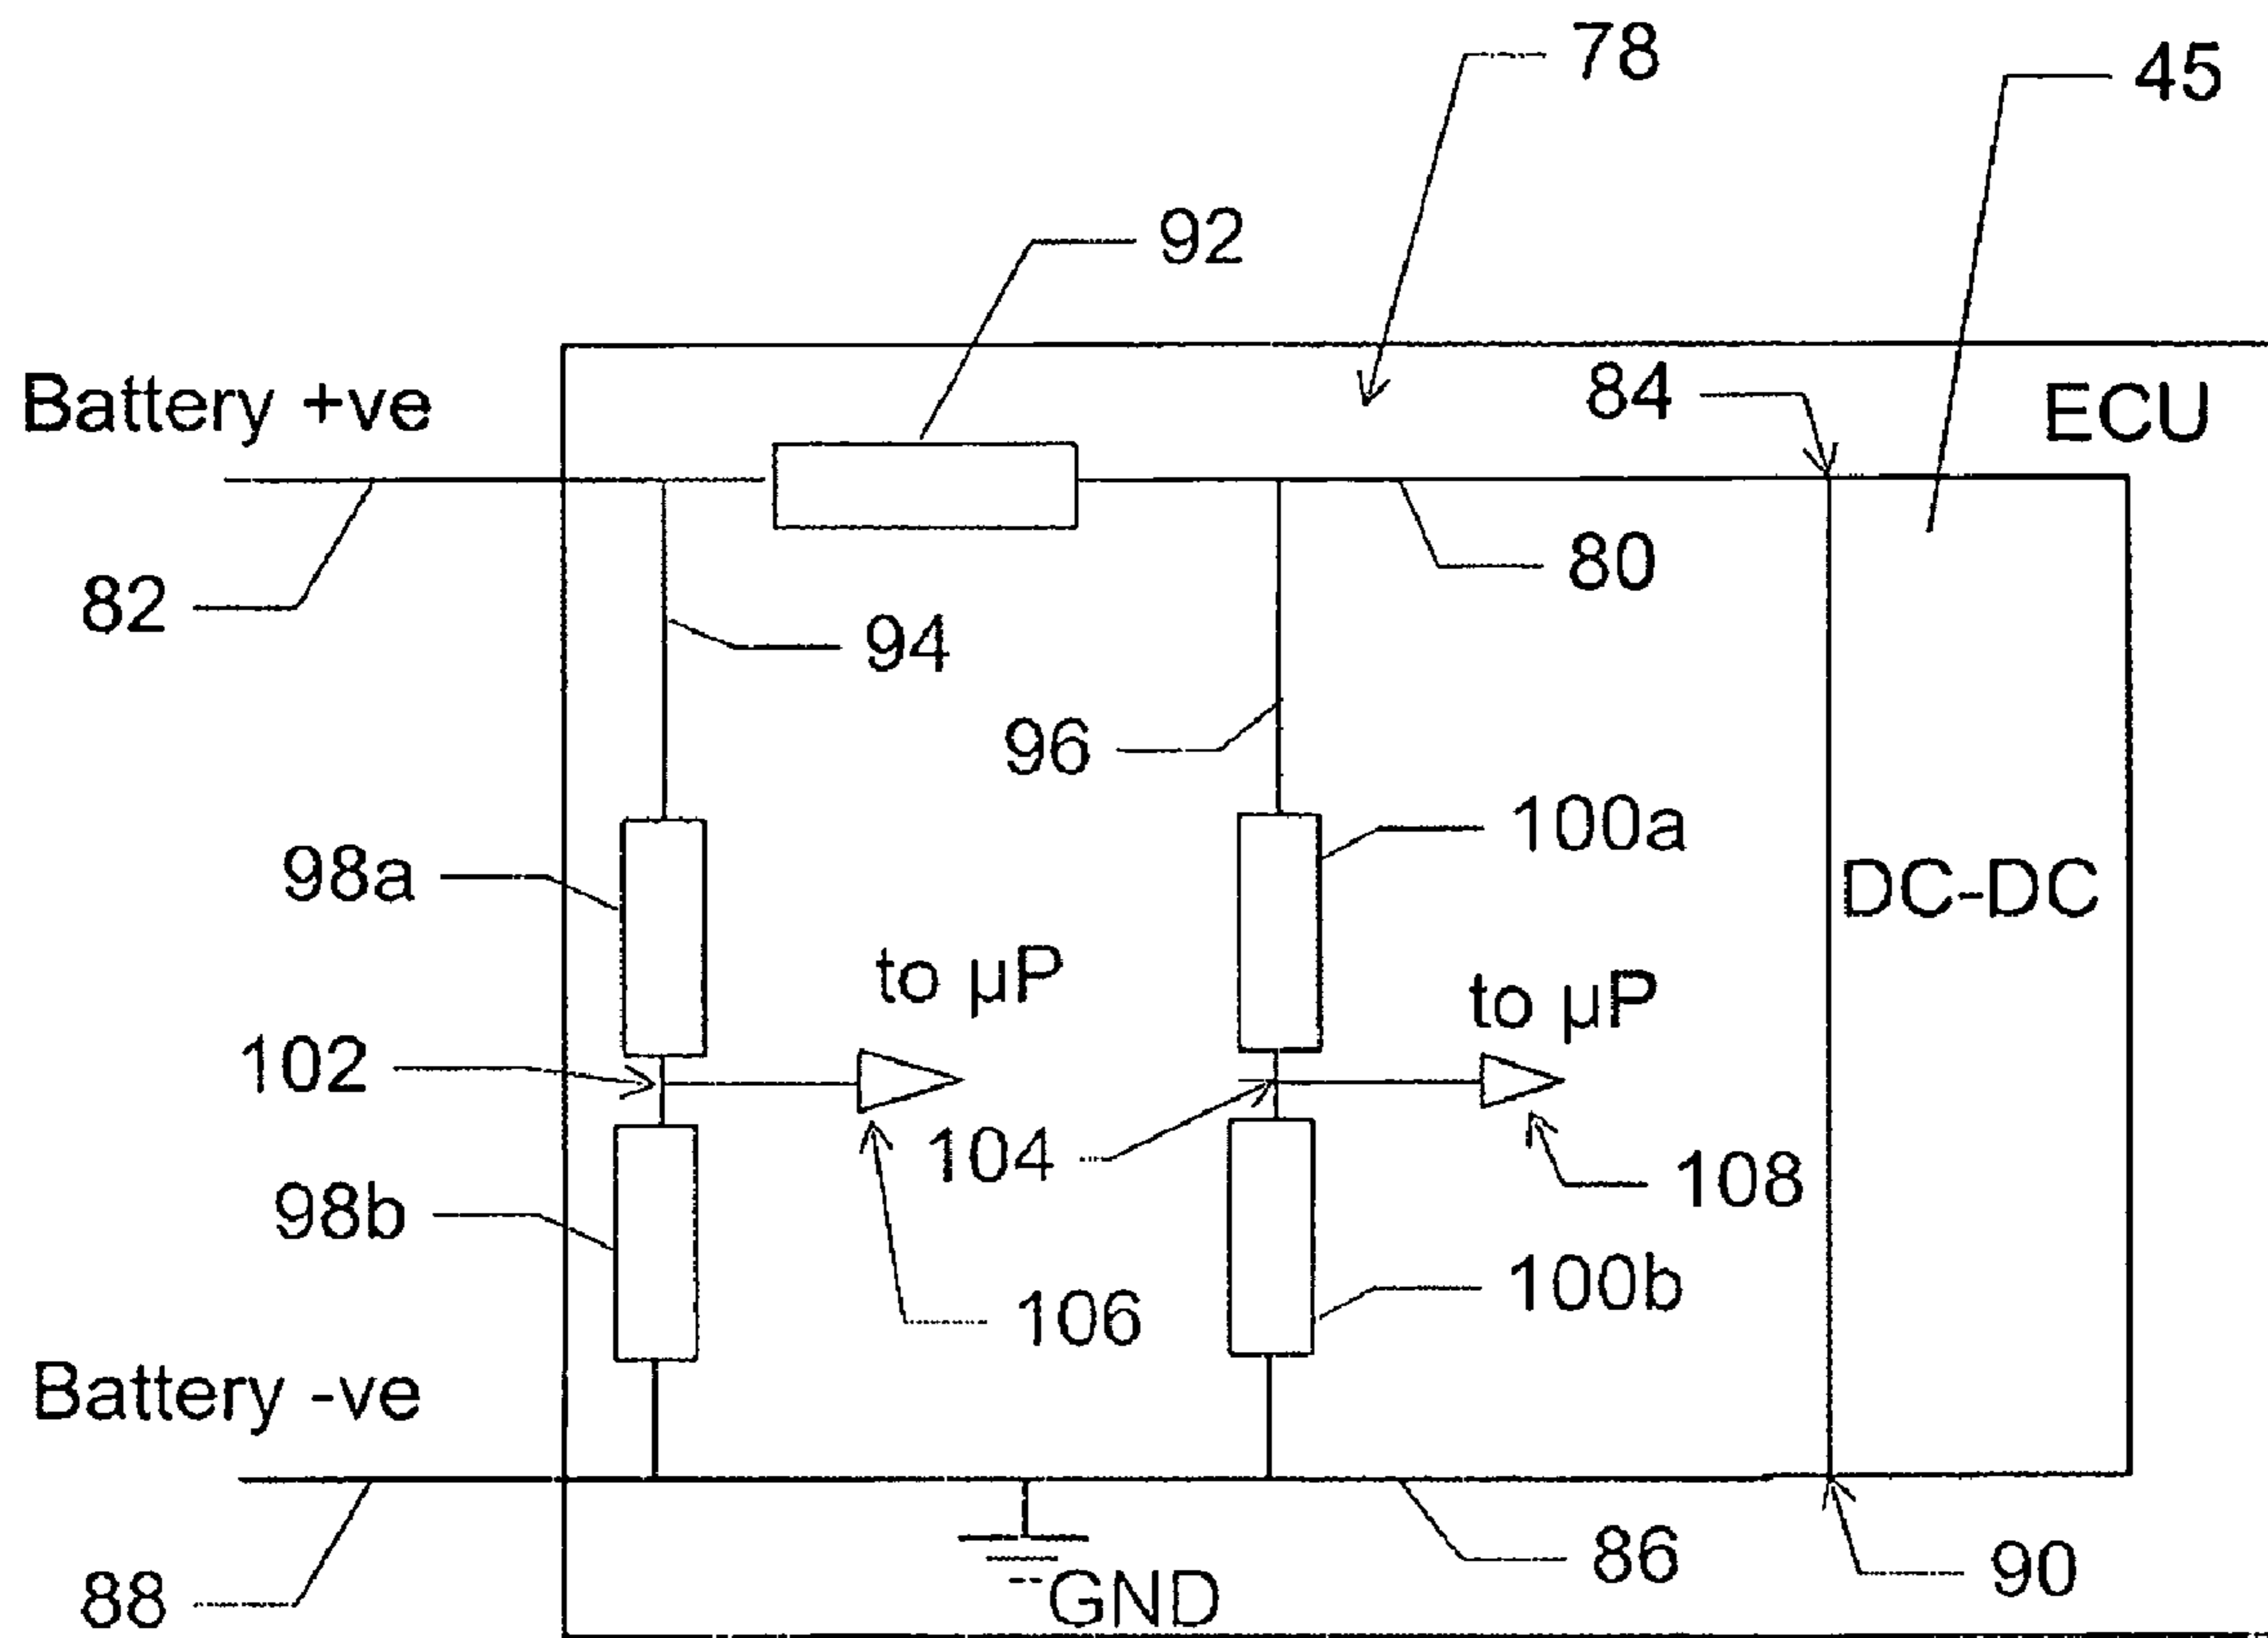 78
45
92
Battery +ve
84
ECU
82
80
94
96
98a
100a
DC-DC
to µP
to µP
102
104
108
98b
106
100b
Battery -ve
86
90
88
GND